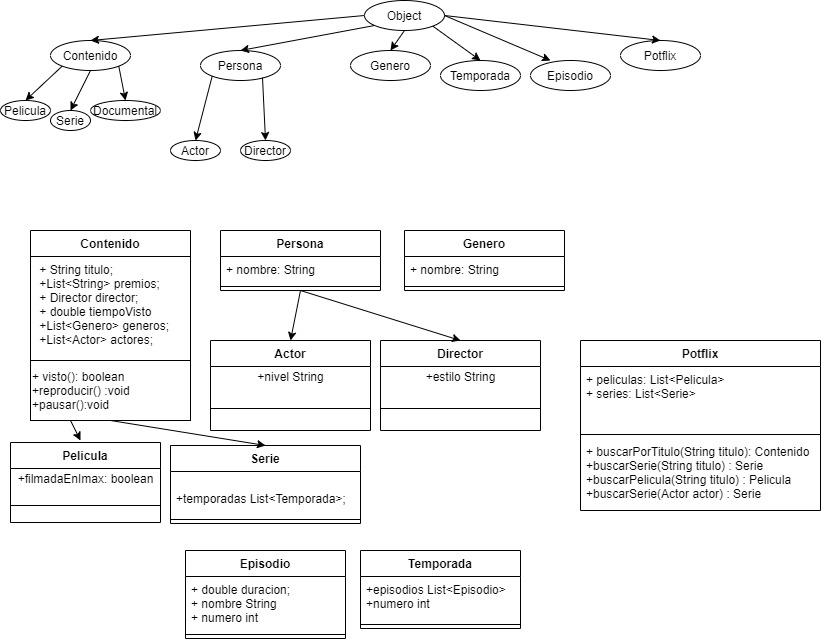 Object
Contenido
Persona
Genero
Temporada
Episodio
Potflix
Pelicula
Serie
Documental
Actor
Director
Contenido
+ String titulo;
+List<String> premios;
+ Director director;
+ double tiempoVisto
+List<Genero> generos;
+List<Actor> actores;
+ visto(): boolean
+reproducir() :void
+pausar():void
Persona
+ nombre: String
Genero
+ nombre: String
Actor
+nivel String
Director
+estilo String
Potflix
+ peliculas: List<Pelicula>
+ series: List<Serie>
+ buscarPorTitulo(String titulo): Contenido
+buscarSerie(String titulo) : Serie
+buscarPelicula(String titulo) : Pelicula
+buscarSerie(Actor actor) : Serie
Pelicula
+filmadaEnImax: boolean
Serie
+temporadas List<Temporada>;
Episodio
+ double duracion;
+ nombre String
+ numero int
Temporada
+episodios List<Episodio>
+numero int